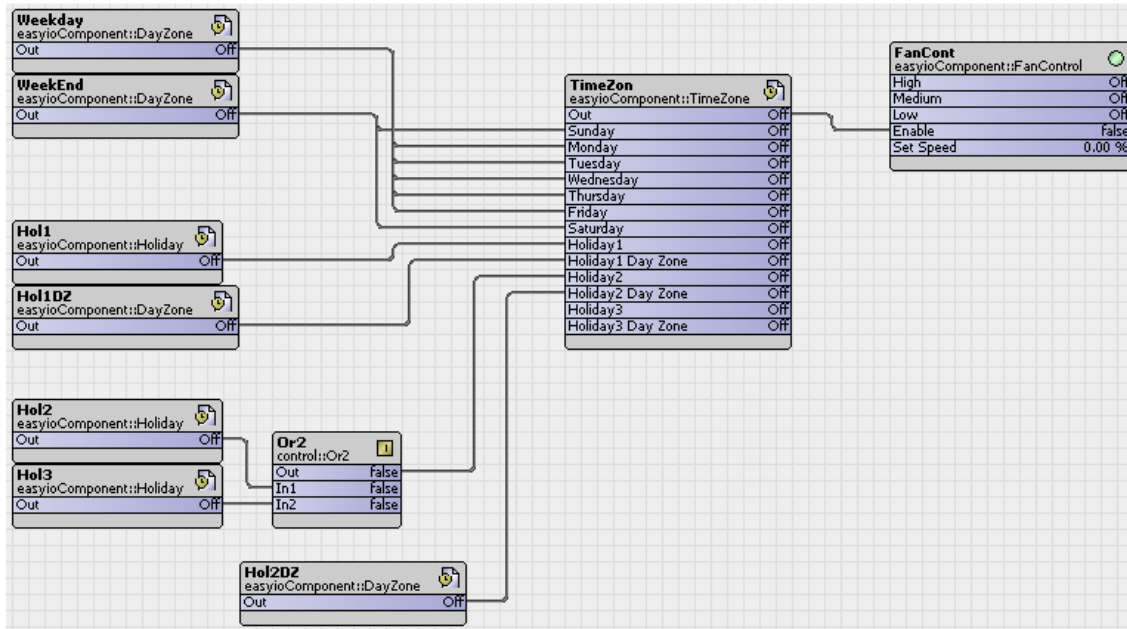 Weekday
easyioComponent::DayZone
Out Off
WeekEnd
easyioComponent::DayZone
Out Off
Hol1
easyioComponent::Holiday
Out Off
Hol1DZ
easyioComponent::DayZone
Out Off
Hol2
easyioComponent::Holiday
Out Off
Hol3
easyioComponent::Holiday
Out Off
Or2
control::Or2
Out false
In1 false
In2 false
Hol2DZ
easyioComponent::DayZone
Out Off
TimeZon
easyioComponent::TimeZone
Out Off
Sunday Off
Monday Off
Tuesday Off
Wednesday Off
Thursday Off
Friday Off
Saturday Off
Holiday1 Off
Holiday1 Day Zone Off
Holiday2 Off
Holiday2 Day Zone Off
Holiday3 Off
Holiday3 Day Zone Off
FanCont
easyioComponent::FanControl
High Off
Medium Off
Low Off
Enable false
Set Speed 0.00 %